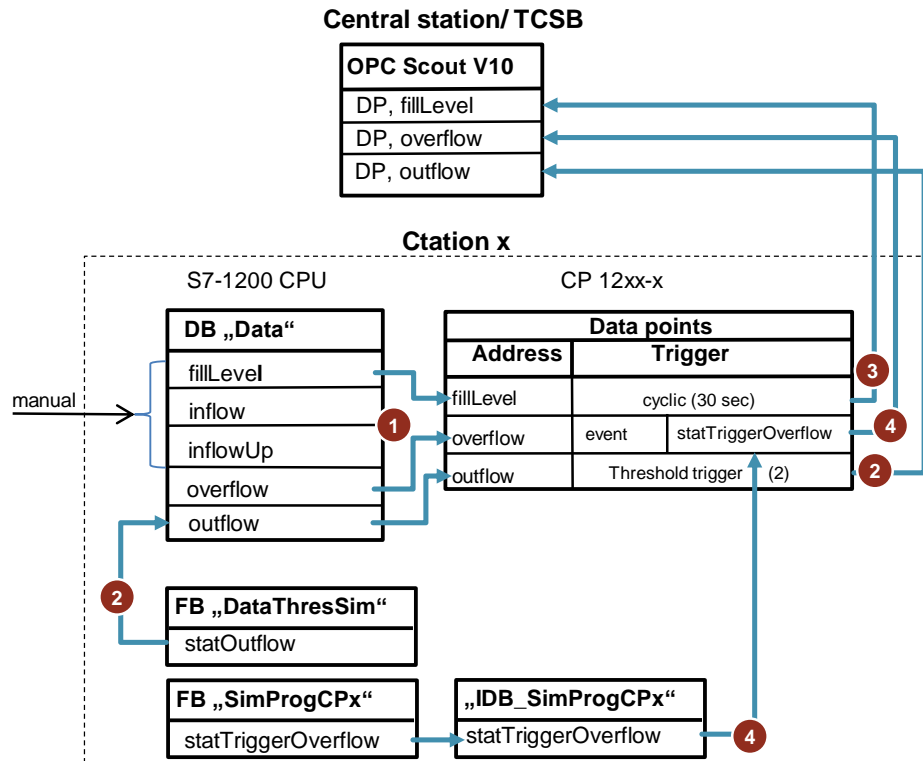 Central station/ TCSB
OPC Scout V10
DP, fillLevel
DP, overflow
DP, outflow
Ctation x
S7-1200 CPU
CP 12xx-x
DB „Data“
fillLevel
inflow
inflowUp
overflow
outflow
manual
1
Data points
Address Trigger
fillLevel cyclic (30 sec)
overflow event statTriggerOverflow
outflow Threshold trigger (2)
3
4
2
2
FB „DataThresSim“
statOutflow
FB „SimProgCPx“
statTriggerOverflow
„IDB_SimProgCPx“
statTriggerOverflow
4